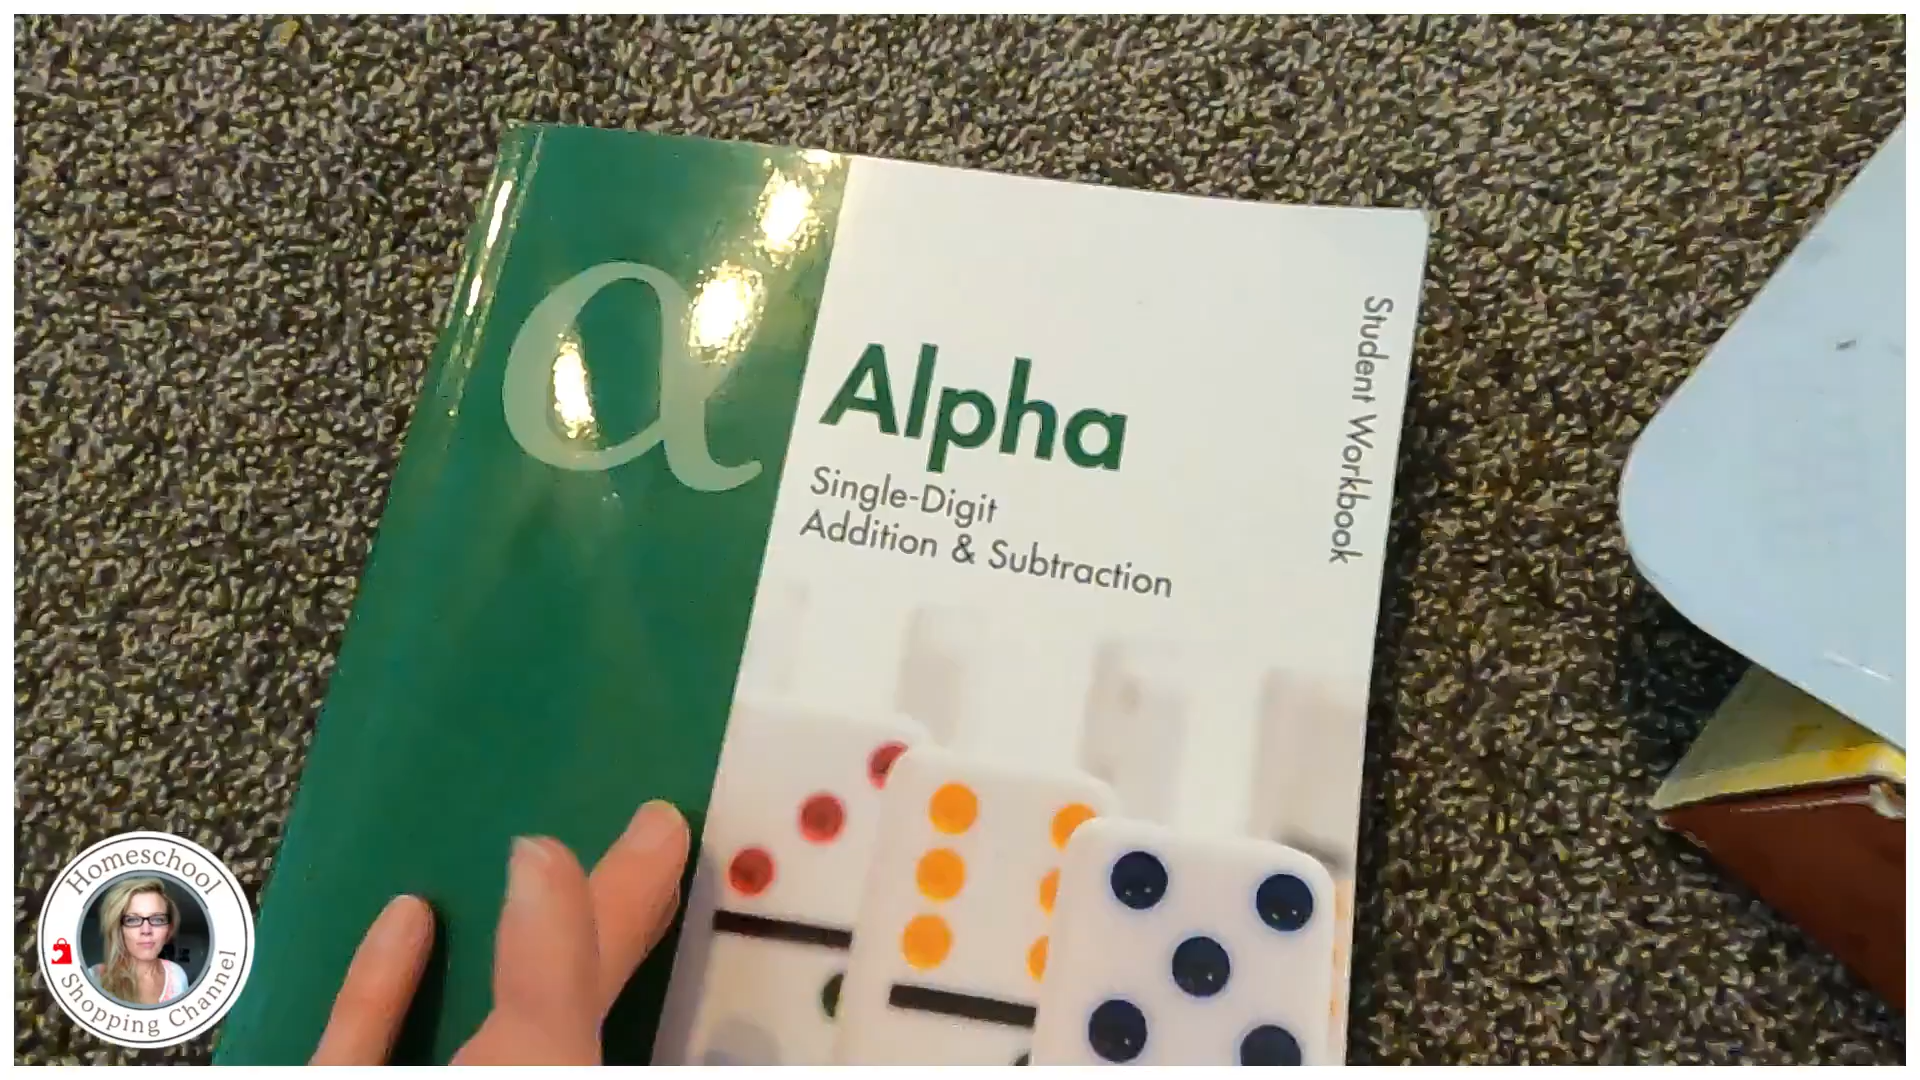 α
Alpha
Single-Digit
Addition & Subtraction
Student Workbook
Homeschool
Shopping Channel